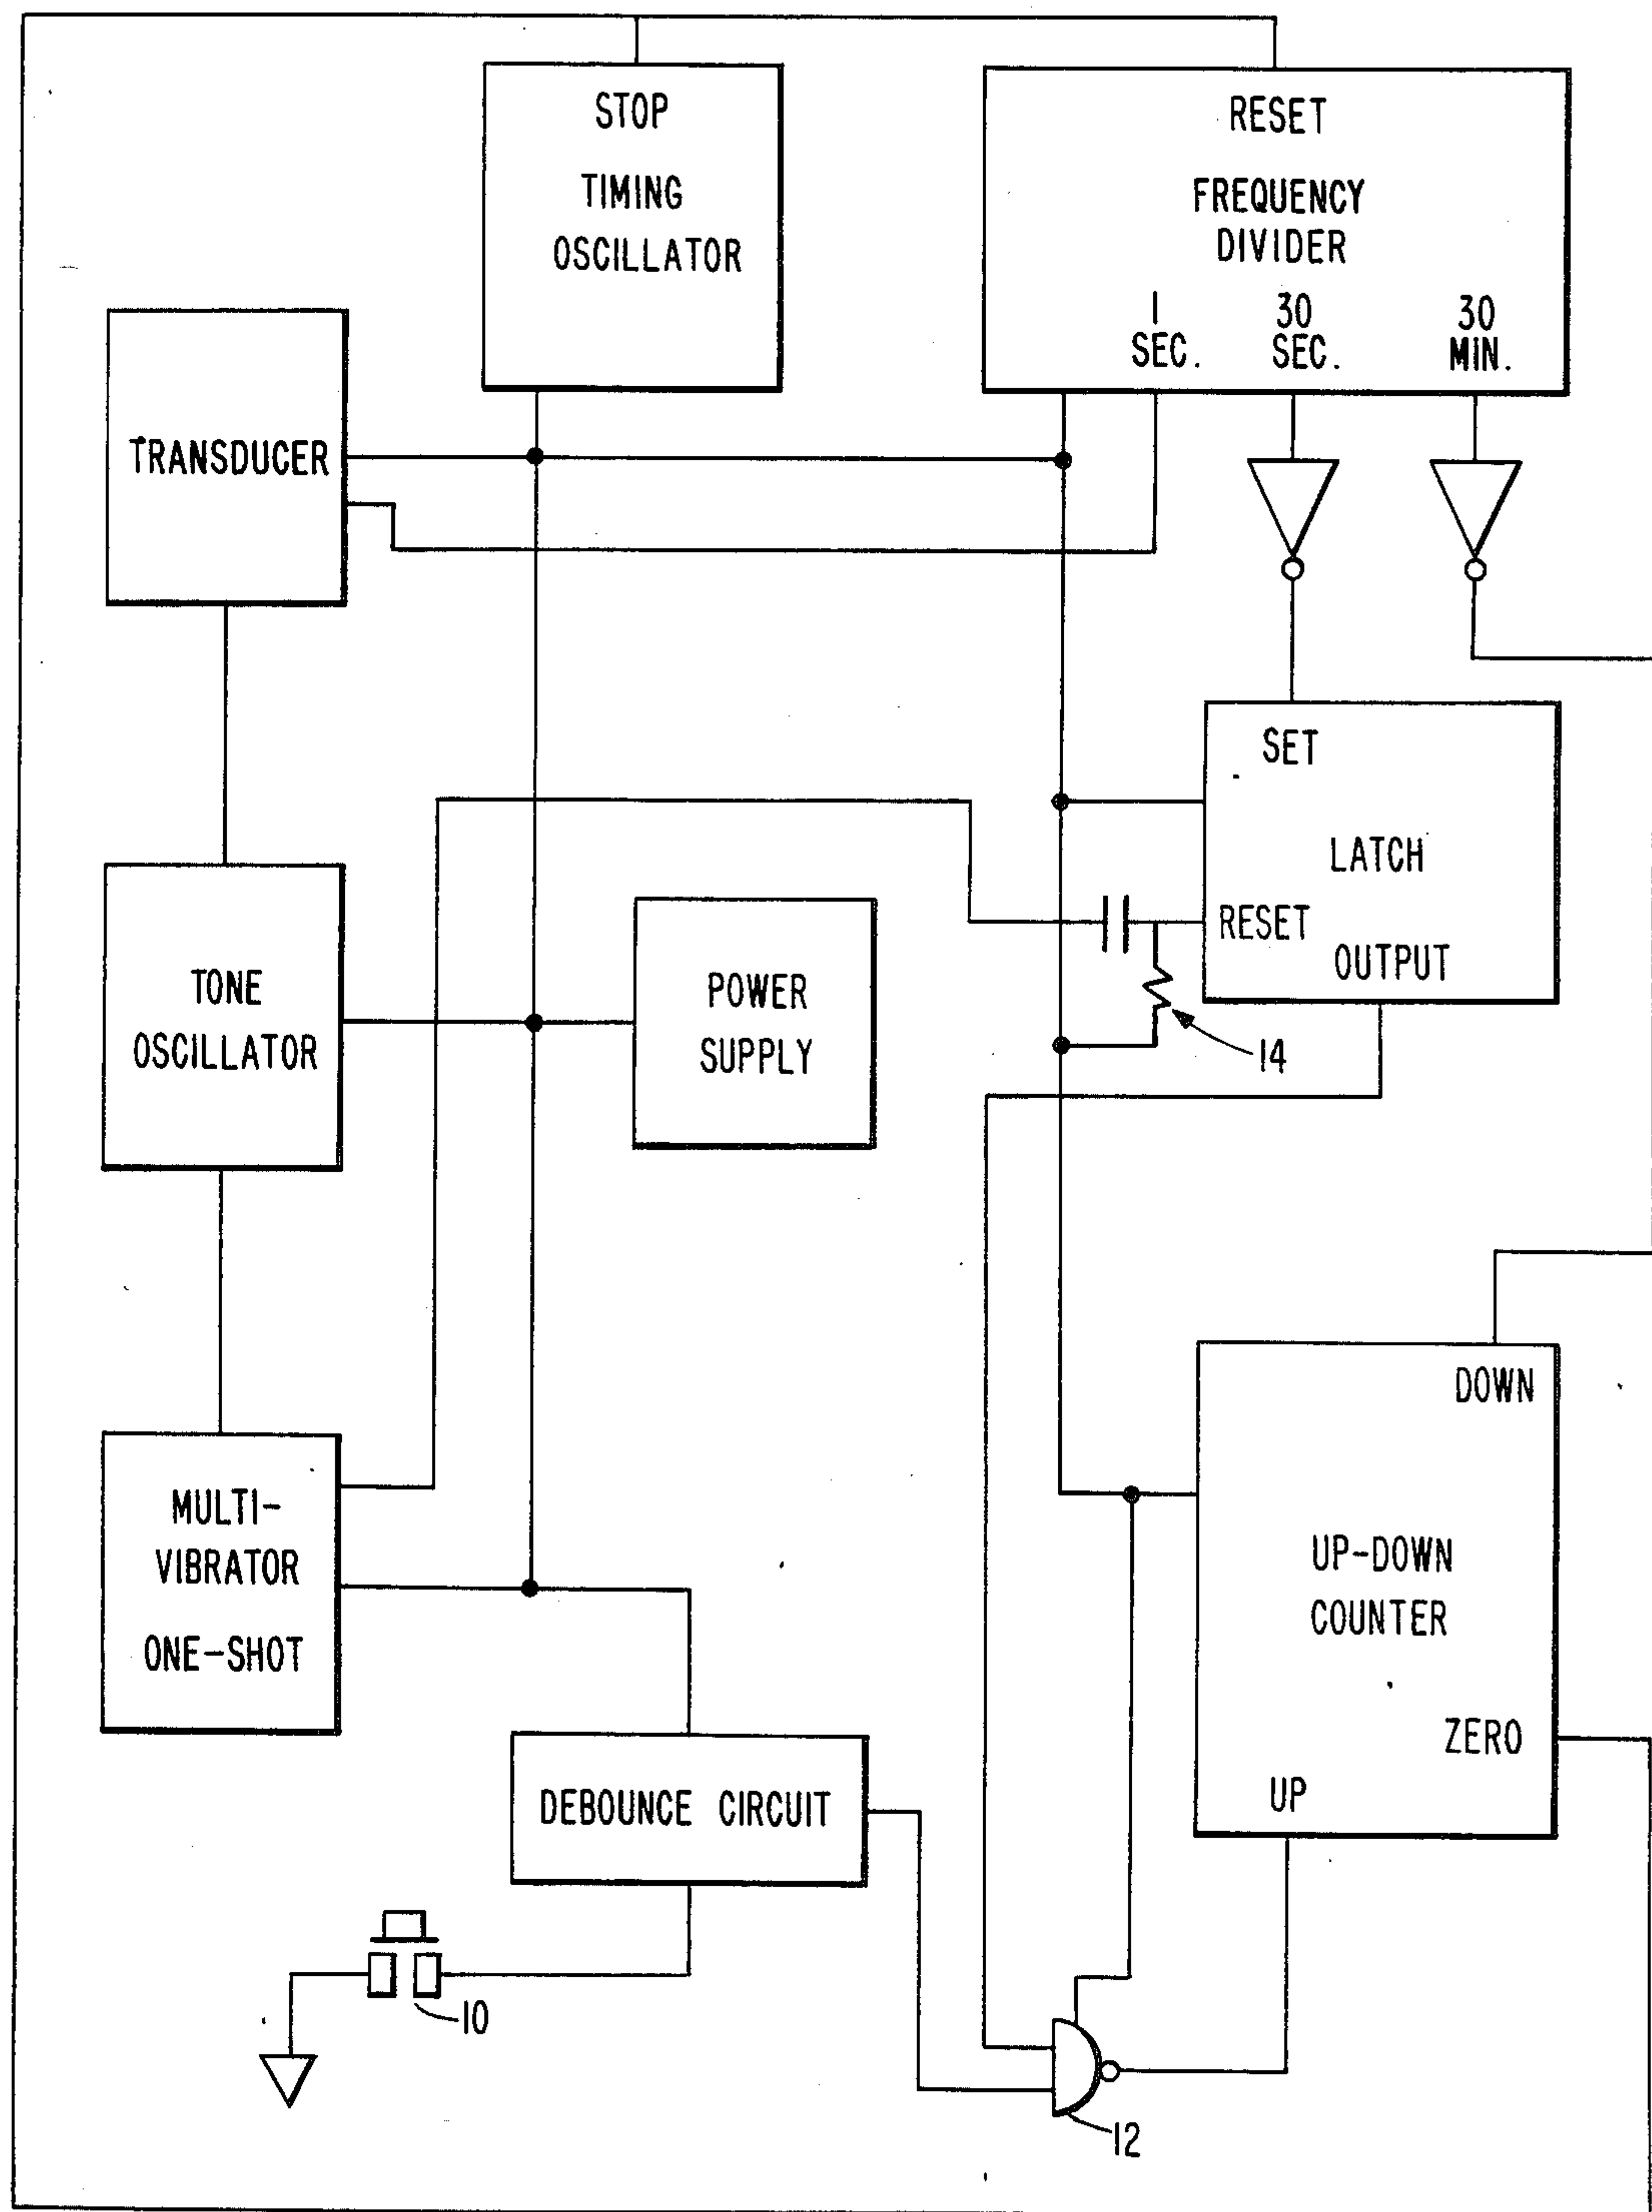 STOP
TIMING
OSCILLATOR
RESET
FREQUENCY
DIVIDER
1
SEC.
30
SEC.
30
MIN.
TRANSDUCER
SET
LATCH
RESET
OUTPUT
14
TONE
OSCILLATOR
POWER
SUPPLY
DOWN
UP-DOWN
COUNTER
ZERO
UP
MULTI-
VIBRATOR
ONE-SHOT
DEBOUNCE CIRCUIT
10
12